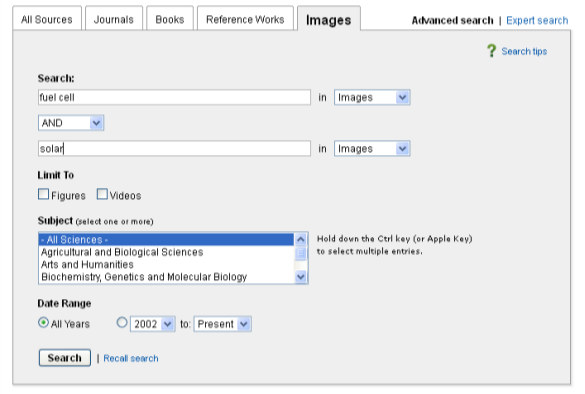 All Sources Journals Books Reference Works Images Advanced search | Expert search
? Search tips
Search:
fuel cell in Images
AND
solar in Images
Limit To
Figures Videos
Subject (select one or more)
- All Sciences - Hold down the Ctrl key (or Apple Key)
Agricultural and Biological Sciences to select multiple entries.
Arts and Humanities
Biochemistry, Genetics and Molecular Biology
Date Range
All Years 2002 to: Present
Search | Recall search